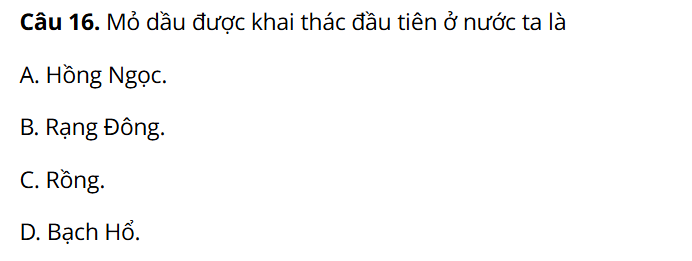 Câu 16. Mỏ dầu được khai thác đầu tiên ở nước ta là
A. Hồng Ngọc.
B. Rạng Đông.
C. Rồng.
D. Bạch Hổ.